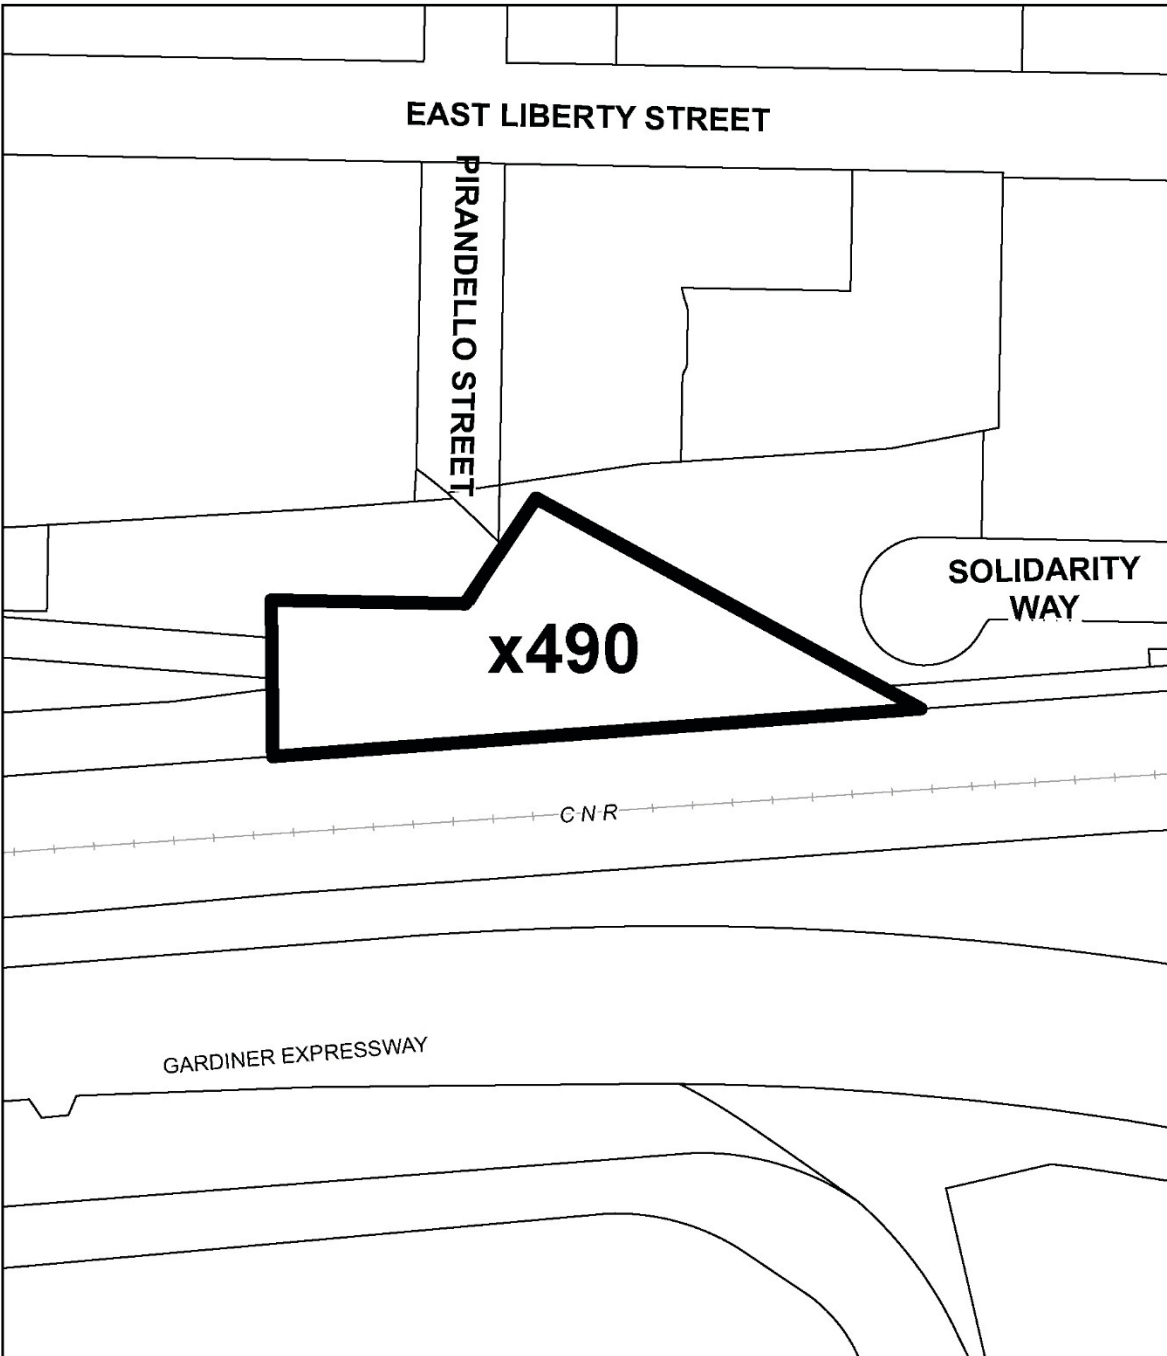 EAST LIBERTY STREET
PIRANDELLO STREET
SOLIDARITY
WAY
x490
CNR
GARDINER EXPRESSWAY